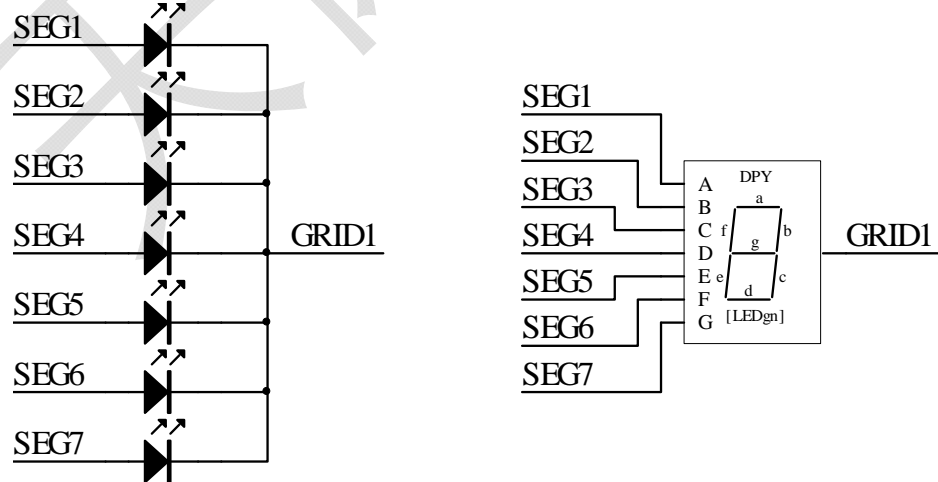 SEG1
SEG2
SEG3
SEG4
SEG5
SEG6
SEG7
GRID1
SEG1
SEG2
SEG3
SEG4
SEG5
SEG6
SEG7
A
B
C
D
E
F
G
DPY
a
f
b
g
e
c
d
[LEDgn]
GRID1